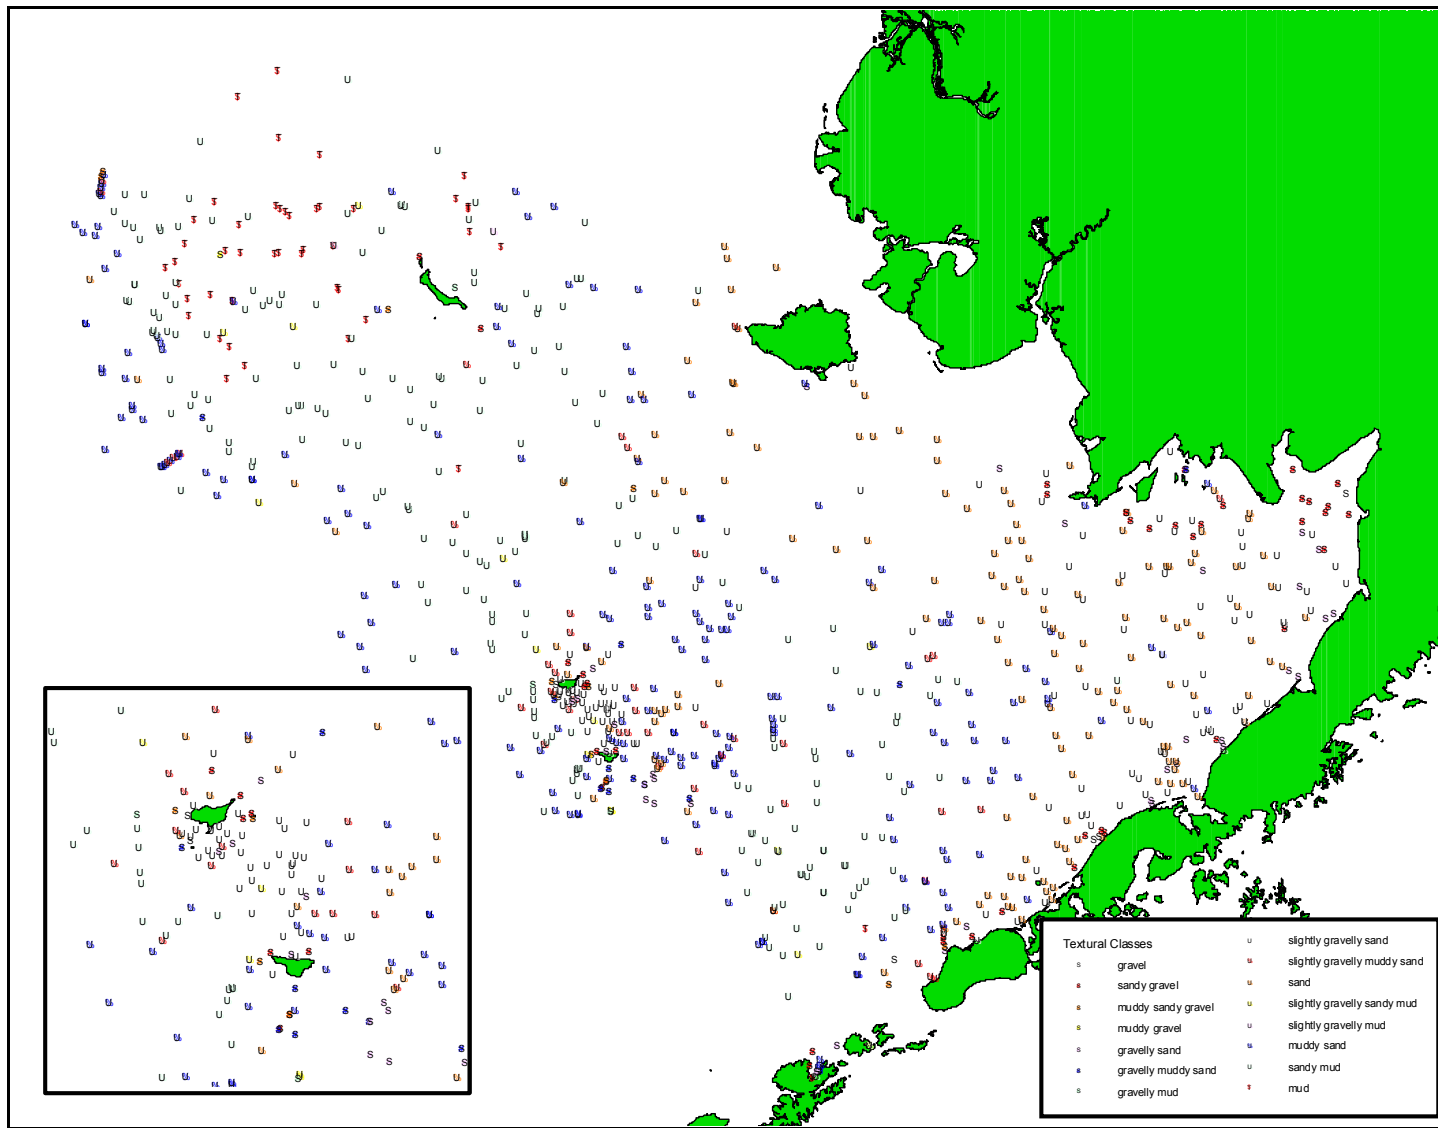 Textural Classes
gravel
sandy gravel
muddy sandy gravel
muddy gravel
gravelly sand
gravelly muddy sand
gravelly mud
slightly gravelly sand
slightly gravelly muddy sand
sand
slightly gravelly sandy mud
slightly gravelly mud
muddy sand
sandy mud
mud